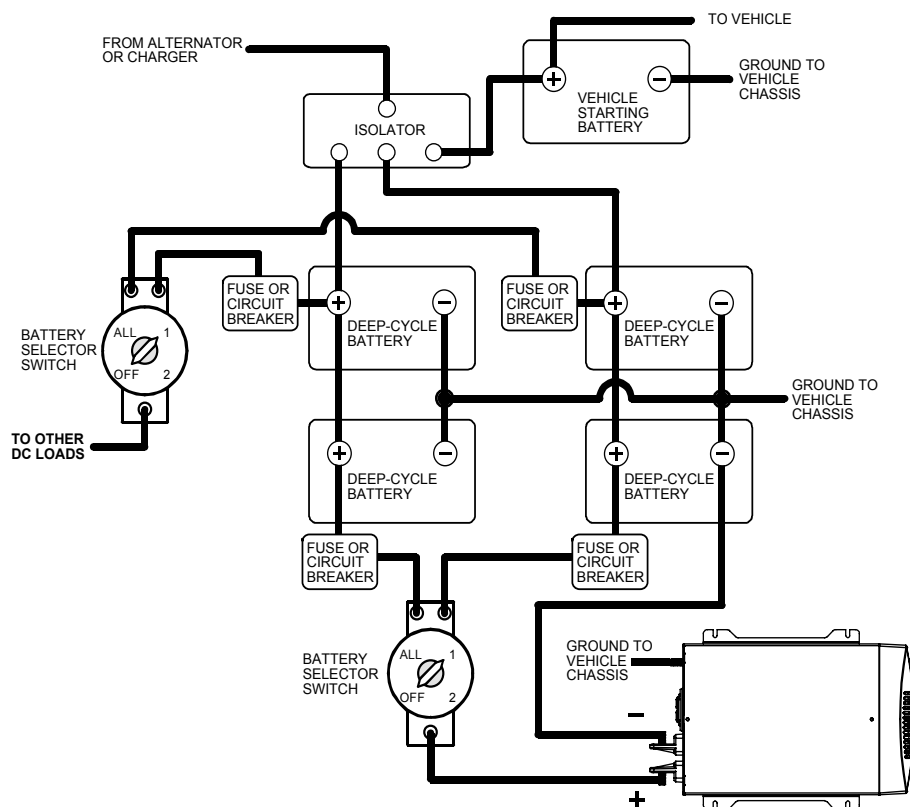 TO VEHICLE
FROM ALTERNATOR
OR CHARGER
GROUND TO
VEHICLE
CHASSIS
+
−
VEHICLE
STARTING
BATTERY
ISOLATOR
FUSE OR
CIRCUIT
BREAKER
+
−
DEEP-CYCLE
BATTERY
FUSE OR
CIRCUIT
BREAKER
+
−
DEEP-CYCLE
BATTERY
BATTERY
SELECTOR
SWITCH
ALL 1
OFF 2
GROUND TO
VEHICLE
CHASSIS
TO OTHER
DC LOADS
+
−
DEEP-CYCLE
BATTERY
+
−
DEEP-CYCLE
BATTERY
FUSE OR
CIRCUIT
BREAKER
FUSE OR
CIRCUIT
BREAKER
BATTERY
SELECTOR
SWITCH
ALL 1
OFF 2
GROUND TO
VEHICLE
CHASSIS
−
+